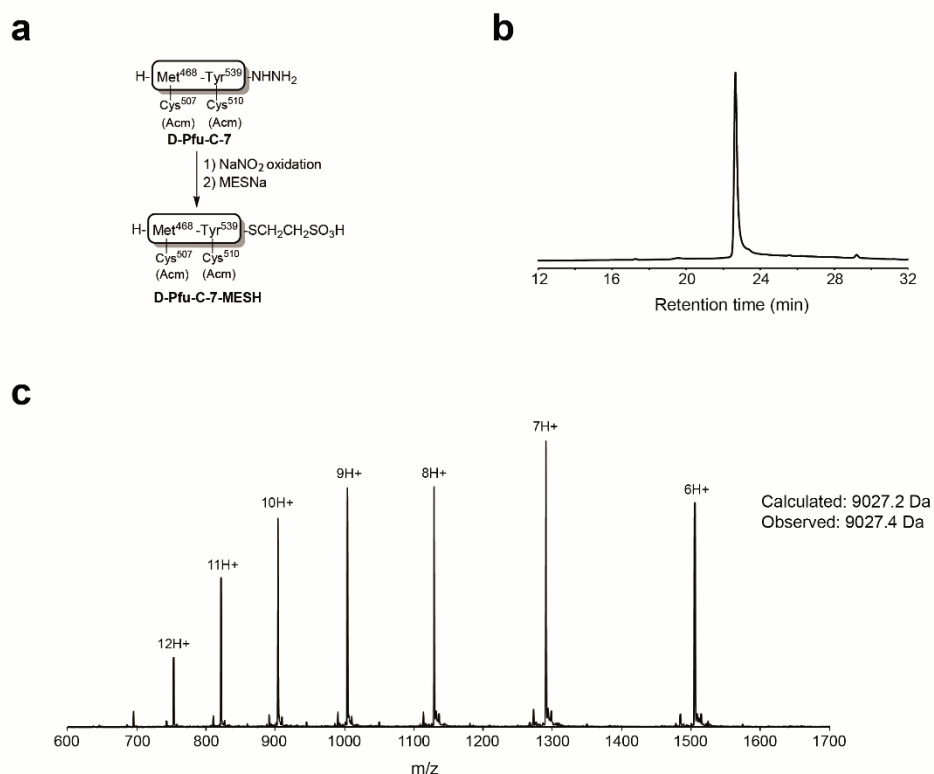 a
H- Met⁴⁶⁸ -Tyr⁵³⁹ -NHNH₂
Cys⁵⁰⁷ Cys⁵¹⁰
(Acm) (Acm)
D-Pfu-C-7
1) NaNO₂ oxidation
2) MESNa
H- Met⁴⁶⁸ -Tyr⁵³⁹ -SCH₂CH₂SO₃H
Cys⁵⁰⁷ Cys⁵¹⁰
(Acm) (Acm)
D-Pfu-C-7-MESH
b
12 16 20 24 28 32
Retention time (min)
c
12H+ 11H+ 10H+ 9H+ 8H+ 7H+ 6H+
Calculated: 9027.2 Da
Observed: 9027.4 Da
600 700 800 900 1000 1100 1200 1300 1400 1500 1600 1700
m/z